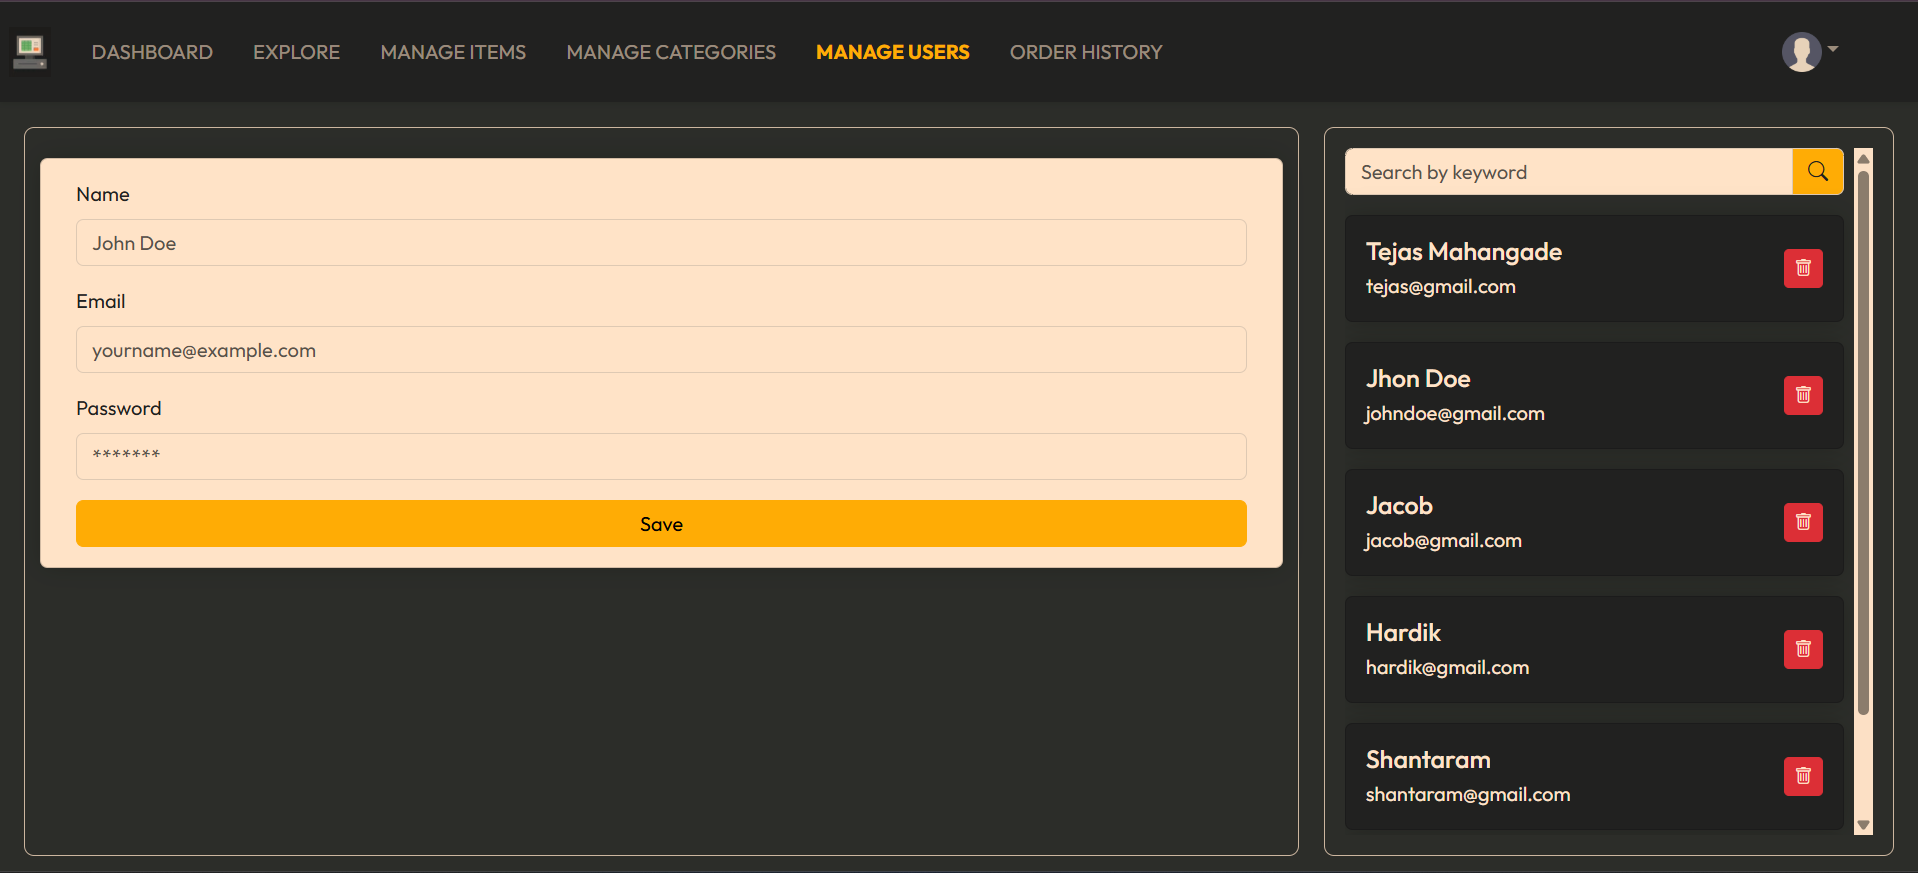 DASHBOARD EXPLORE MANAGE ITEMS MANAGE CATEGORIES MANAGE USERS ORDER HISTORY
Name
John Doe
Email
yourname@example.com
Password
*******
Save
Search by keyword
Tejas Mahangade
tejas@gmail.com
Jhon Doe
johndoe@gmail.com
Jacob
jacob@gmail.com
Hardik
hardik@gmail.com
Shantaram
shantaram@gmail.com